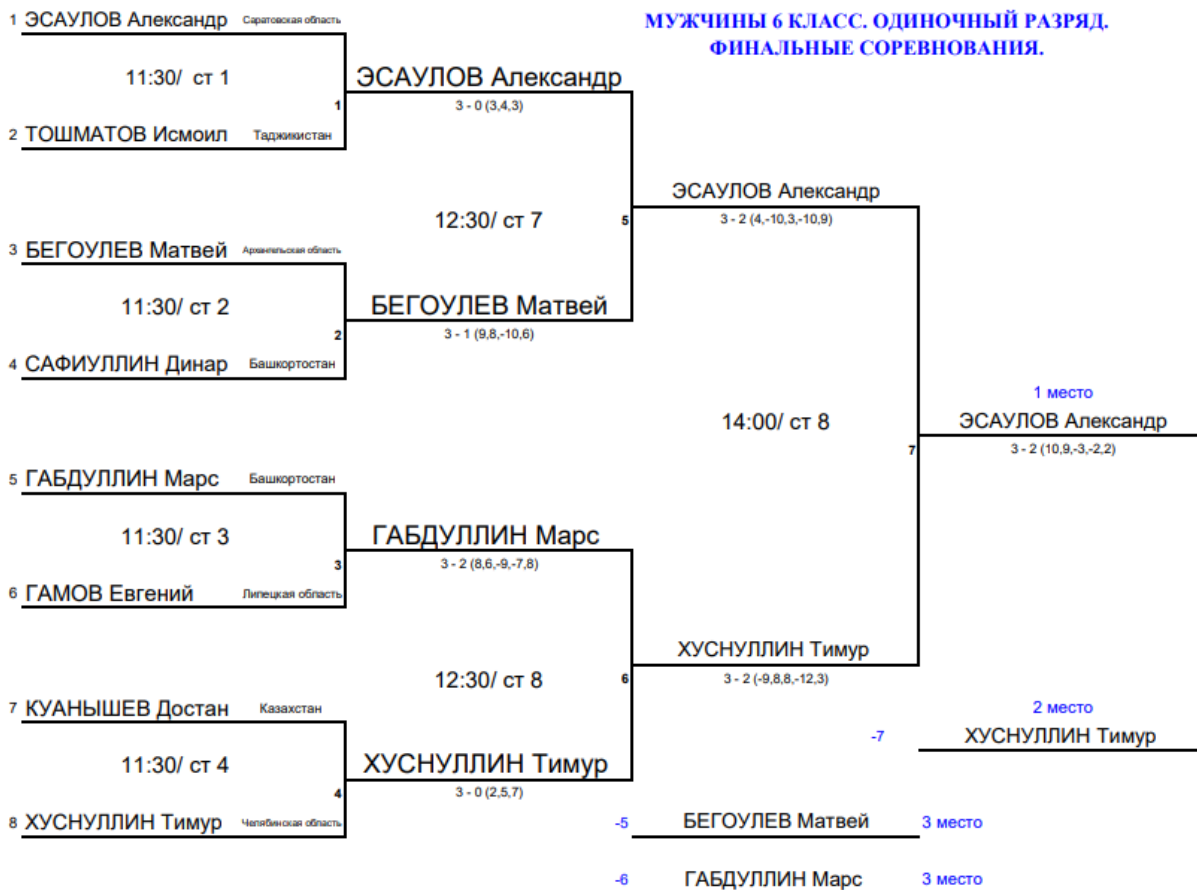 МУЖЧИНЫ 6 КЛАСС. ОДИНОЧНЫЙ РАЗРЯД.
ФИНАЛЬНЫЕ СОРЕВНОВАНИЯ.
1 ЭСАУЛОВ Александр Саратовская область
11:30/ ст 1
ЭСАУЛОВ Александр
1
3 - 0 (3,4,3)
2 ТОШМАТОВ Исмоил Таджикистан
ЭСАУЛОВ Александр
12:30/ ст 7
5
3 - 2 (4,-10,3,-10,9)
3 БЕГОУЛЕВ Матвей Архангельская область
11:30/ ст 2
БЕГОУЛЕВ Матвей
2
3 - 1 (9,8,-10,6)
4 САФИУЛЛИН Динар Башкортостан
1 место
14:00/ ст 8
ЭСАУЛОВ Александр
7
3 - 2 (10,9,-3,-2,2)
5 ГАБДУЛЛИН Марс Башкортостан
11:30/ ст 3
ГАБДУЛЛИН Марс
3
3 - 2 (8,6,-9,-7,8)
6 ГАМОВ Евгений Липецкая область
ХУСНУЛЛИН Тимур
12:30/ ст 8
6
3 - 2 (-9,8,8,-12,3)
7 КУАНЫШЕВ Достан Казахстан
2 место
-7 ХУСНУЛЛИН Тимур
11:30/ ст 4
ХУСНУЛЛИН Тимур
4
3 - 0 (2,5,7)
8 ХУСНУЛЛИН Тимур Челябинская область
-5 БЕГОУЛЕВ Матвей 3 место
-6 ГАБДУЛЛИН Марс 3 место